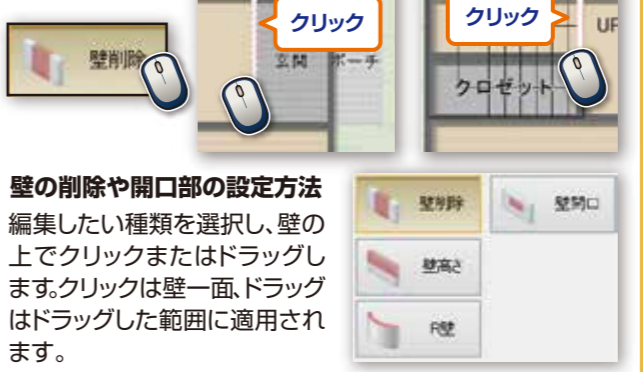 クリック
クリック
壁削除
玄関
ポーチ
UF
クロゼット
壁の削除や開口部の設定方法
編集したい種類を選択し、壁の
上でクリックまたはドラッグし
ます。クリックは壁一面、ドラッグ
はドラッグした範囲に適用され
ます。
壁削除
壁開口
壁高さ
R壁